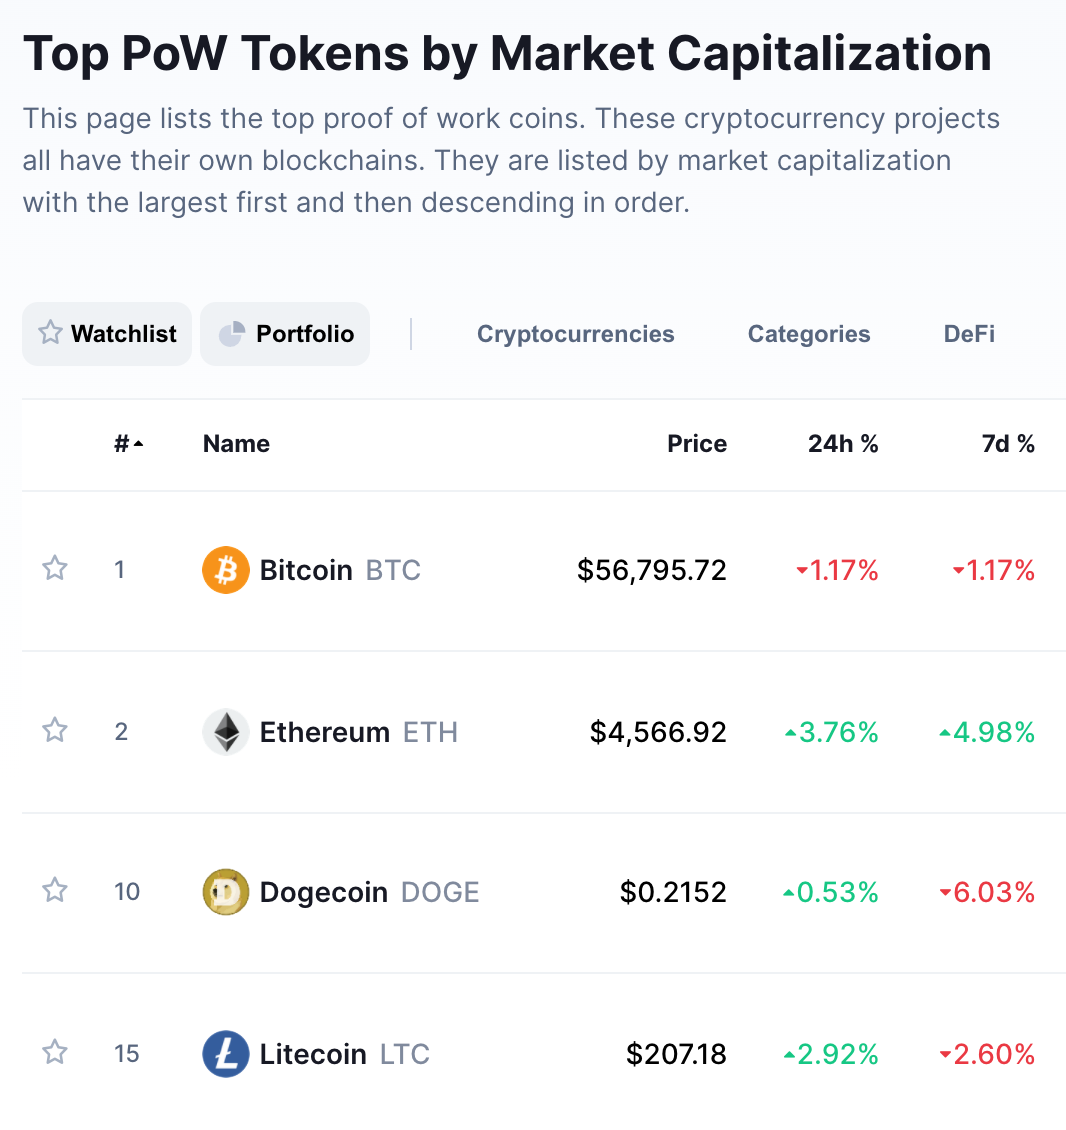 Top PoW Tokens by Market Capitalization
This page lists the top proof of work coins. These cryptocurrency projects
all have their own blockchains. They are listed by market capitalization
with the largest first and then descending in order.
Watchlist Portfolio Cryptocurrencies Categories DeFi
# Name Price 24h % 7d %
1 Bitcoin BTC $56,795.72 1.17% 1.17%
2 Ethereum ETH $4,566.92 3.76% 4.98%
10 Dogecoin DOGE $0.2152 0.53% 6.03%
15 Litecoin LTC $207.18 2.92% 2.60%